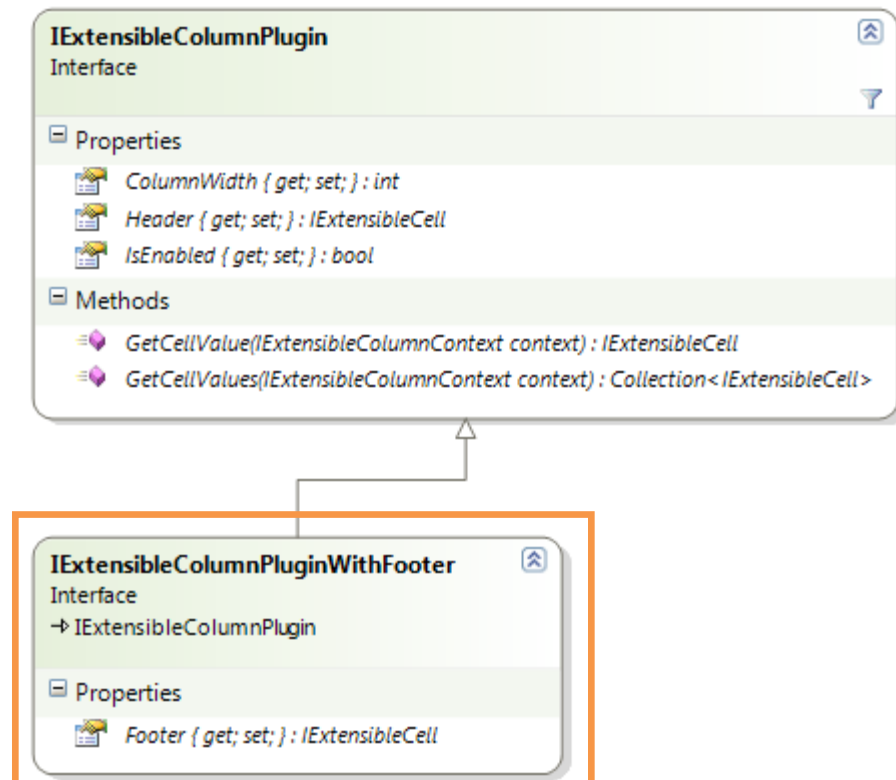 IExtensibleColumnPlugin
Interface
Properties
ColumnWidth { get; set; } : int
Header { get; set; } : IExtensibleCell
IsEnabled { get; set; } : bool
Methods
GetCellValue(IExtensibleColumnContext context) : IExtensibleCell
GetCellValues(IExtensibleColumnContext context) : Collection<IExtensibleCell>
IExtensibleColumnPluginWithFooter
Interface
IExtensibleColumnPlugin
Properties
Footer { get; set; } : IExtensibleCell